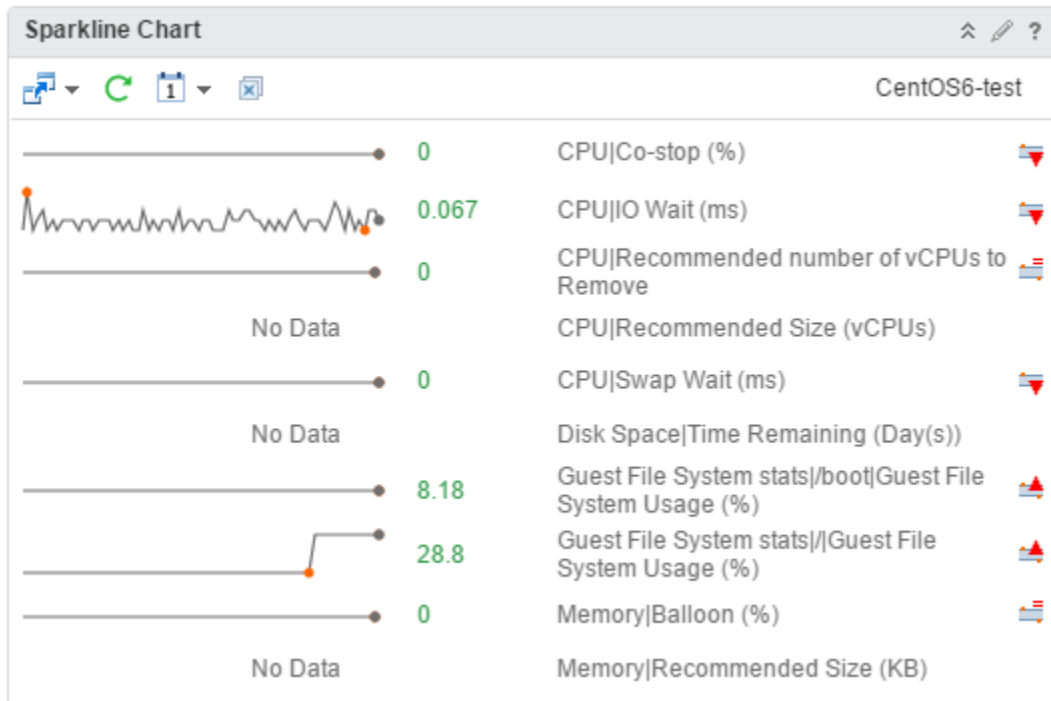 Sparkline Chart ?
1 CentOS6-test
0 CPU|Co-stop (%)
0.067 CPU|IO Wait (ms)
0 CPU|Recommended number of vCPUs to
Remove
No Data CPU|Recommended Size (vCPUs)
0 CPU|Swap Wait (ms)
No Data Disk Space|Time Remaining (Day(s))
8.18 Guest File System stats|/boot|Guest File
System Usage (%)
28.8 Guest File System stats|/|Guest File
System Usage (%)
0 Memory|Balloon (%)
No Data Memory|Recommended Size (KB)